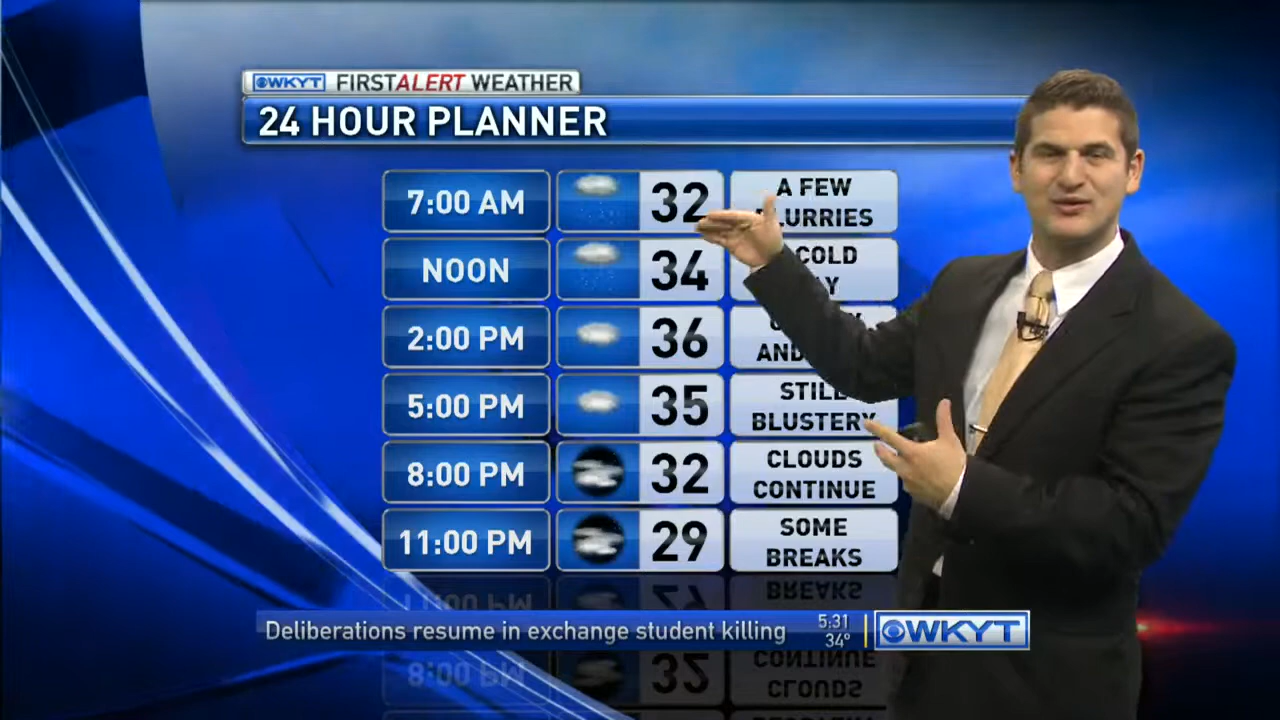 WKYT FIRSTALERT WEATHER
24 HOUR PLANNER
7:00 AM 32 A FEW
NOON 34 COLD
2:00 PM 36 AND
5:00 PM 35 STILL
BLUSTERY
8:00 PM 32 CLOUDS
CONTINUE
11:00 PM 29 SOME
BREAKS
Deliberations resume in exchange student killing
5:31
34°
WKYT